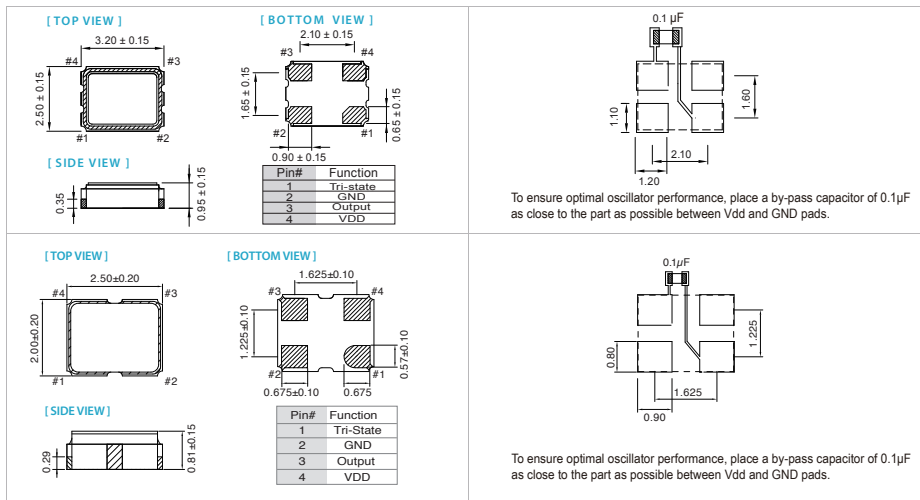 [ TOP VIEW ]
3.20 ± 0.15
#4
#3
2.50 ± 0.15
#1
#2
[ BOTTOM VIEW ]
2.10 ± 0.15
#3
#4
1.65 ± 0.15
0.65 ± 0.15
#2
#1
0.90 ± 0.15
[ SIDE VIEW ]
0.35
0.95 ± 0.15
Pin# Function
1 Tri-state
2 GND
3 Output
4 VDD
0.1 µF
1.10
1.60
2.10
1.20
To ensure optimal oscillator performance, place a by-pass capacitor of 0.1µF
as close to the part as possible between Vdd and GND pads.
[ TOP VIEW ]
2.50±0.20
#4
#3
2.00±0.20
#1
#2
[ BOTTOM VIEW ]
1.625±0.10
#3
#4
1.225±0.10
0.57±0.10
#2
#1
0.675±0.10
0.675
[ SIDE VIEW ]
0.29
0.81±0.15
Pin# Function
1 Tri-State
2 GND
3 Output
4 VDD
0.1µF
0.80
1.225
1.625
0.90
To ensure optimal oscillator performance, place a by-pass capacitor of 0.1µF
as close to the part as possible between Vdd and GND pads.